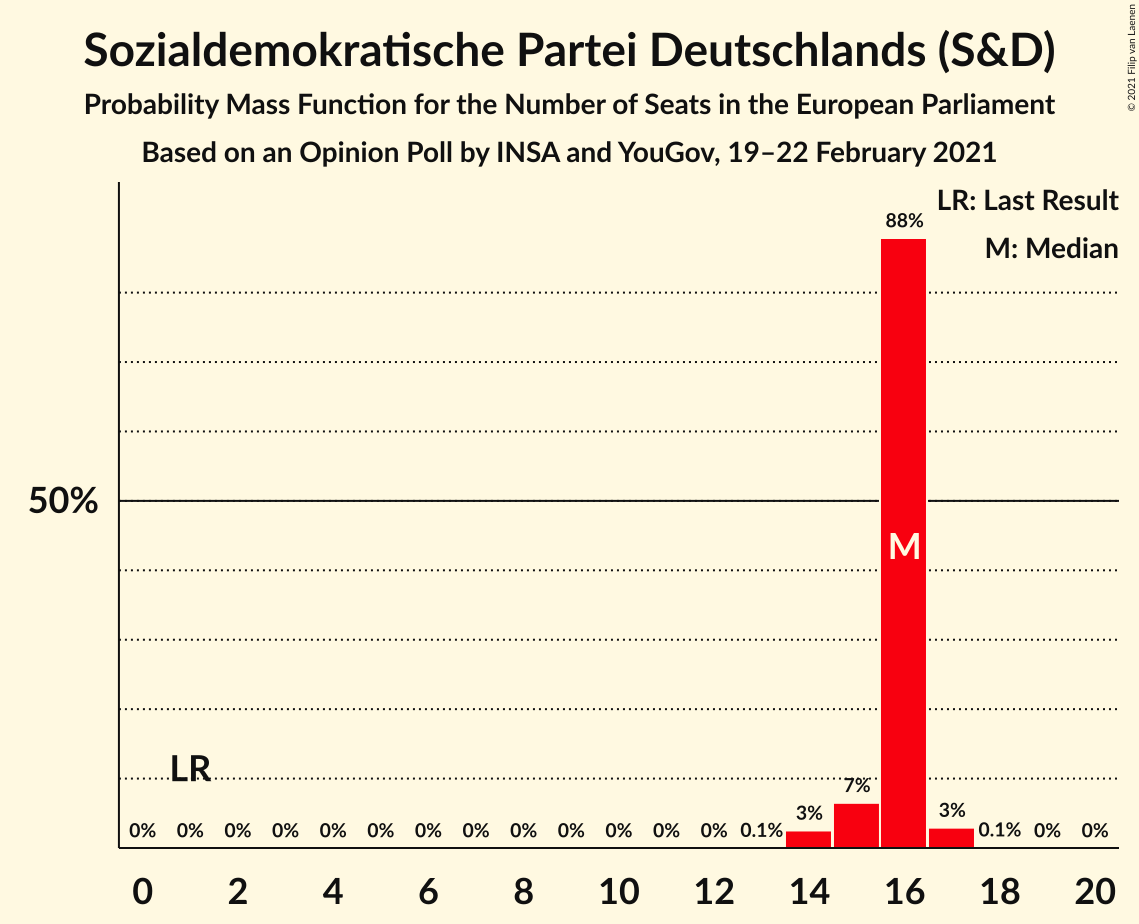 Sozialdemokratische Partei Deutschlands (S&D)
Probability Mass Function for the Number of Seats in the European Parliament
Based on an Opinion Poll by INSA and YouGov, 19–22 February 2021
© 2021 Filip van Laenen
LR: Last Result
M: Median
88%
50%
M
LR
7%
3%
3%
0% 0% 0% 0% 0% 0% 0% 0% 0% 0% 0% 0% 0% 0.1% 0.1% 0% 0%
0 2 4 6 8 10 12 14 16 18 20